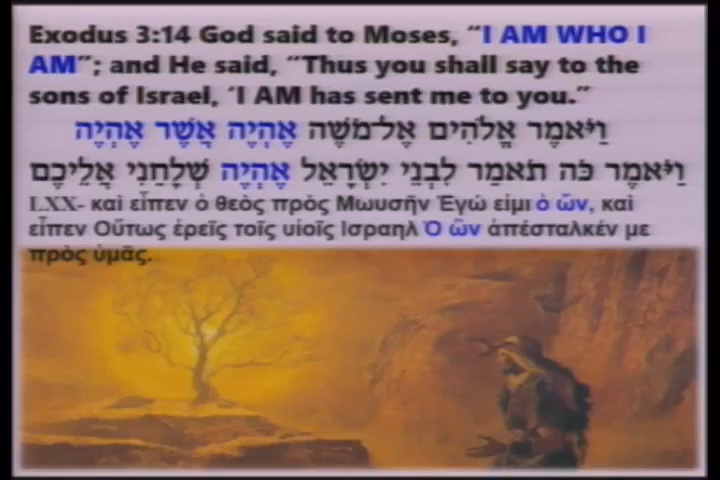 Exodus 3:14 God said to Moses, “I AM WHO I
AM”; and He said, “Thus you shall say to the
sons of Israel, ‘I AM has sent me to you.”
וַיֹּאמֶר אֱלֹהִים אֶל־מֹשֶׁה אֶהְיֶה אֲשֶׁר אֶהְיֶה
וַיֹּאמֶר כֹּה תֹאמַר לִבְנֵי יִשְׂרָאֵל אֶהְיֶה שְׁלָחַנִי אֲלֵיכֶם
LXX- καὶ εἶπεν ὁ θεὸς πρὸς Μωυσῆν Ἐγώ εἰμι ὁ ὤν, καὶ
εἶπεν Οὕτως ἐρεῖς τοῖς υἱοῖς Ισραηλ Ὁ ὢν ἀπέσταλκέν με
πρὸς ὑμᾶς.